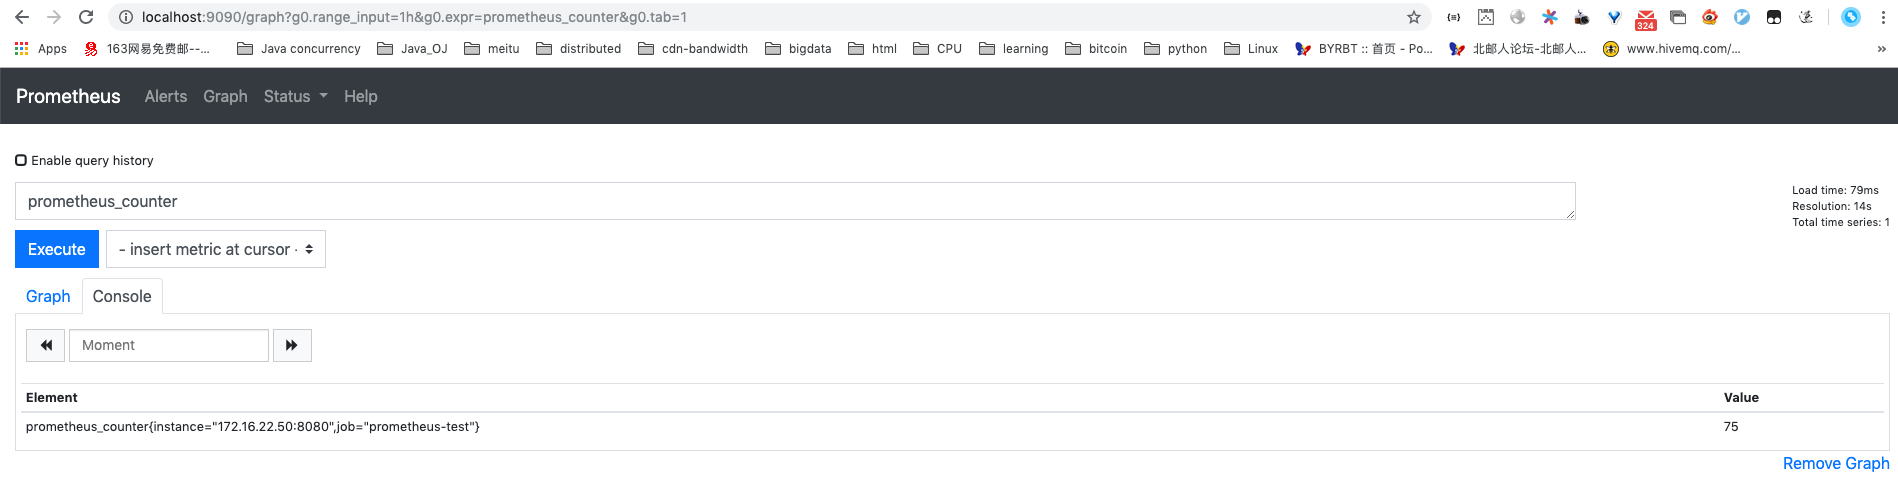 localhost:9090/graph?g0.range_input=1h&g0.expr=prometheus_counter&g0.tab=1
324
Apps 163网易免费邮--... Java concurrency Java_OJ meitu distributed cdn-bandwidth bigdata html CPU learning bitcoin python Linux BYRBT :: 首页 - Po... 北邮人论坛-北邮人... www.hivemq.com/... »
Prometheus Alerts Graph Status Help
Enable query history
prometheus_counter
Load time: 79ms
Resolution: 14s
Total time series: 1
Execute - insert metric at cursor -
Graph Console
Moment
Element Value
prometheus_counter{instance="172.16.22.50:8080",job="prometheus-test"} 75
Remove Graph